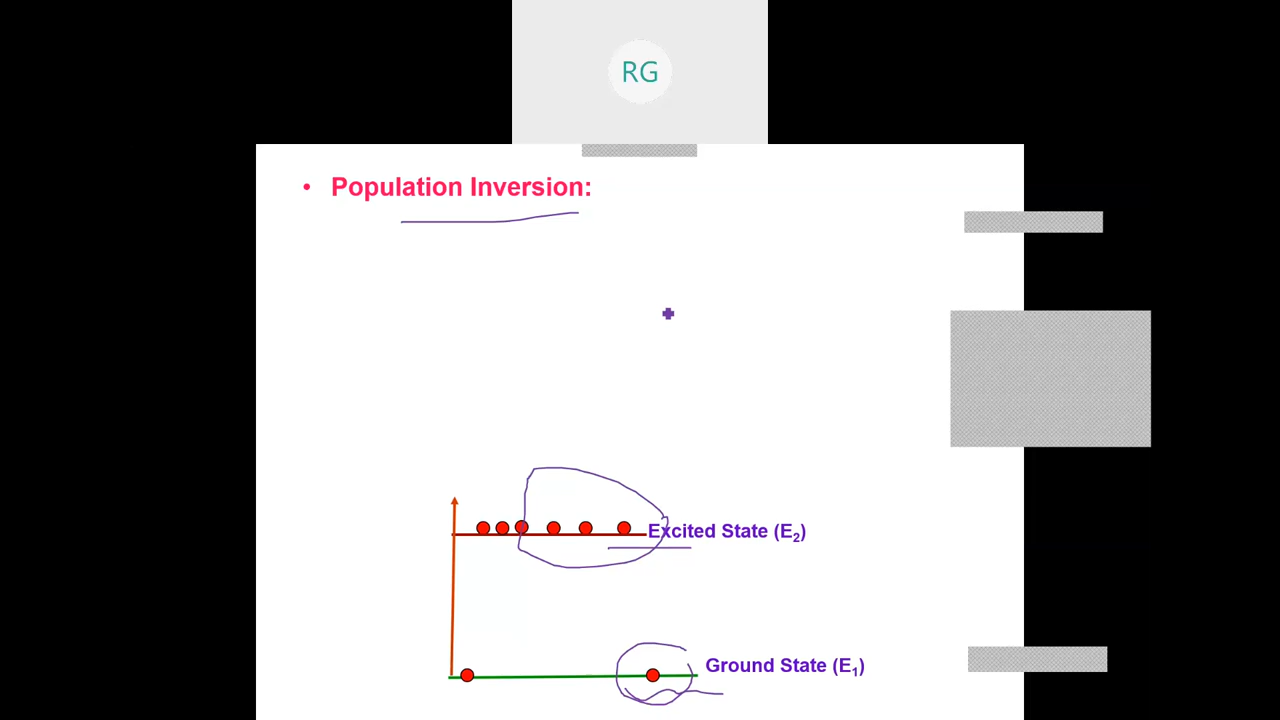 RG
• Population Inversion:
Excited State (E₂)
Ground State (E₁)